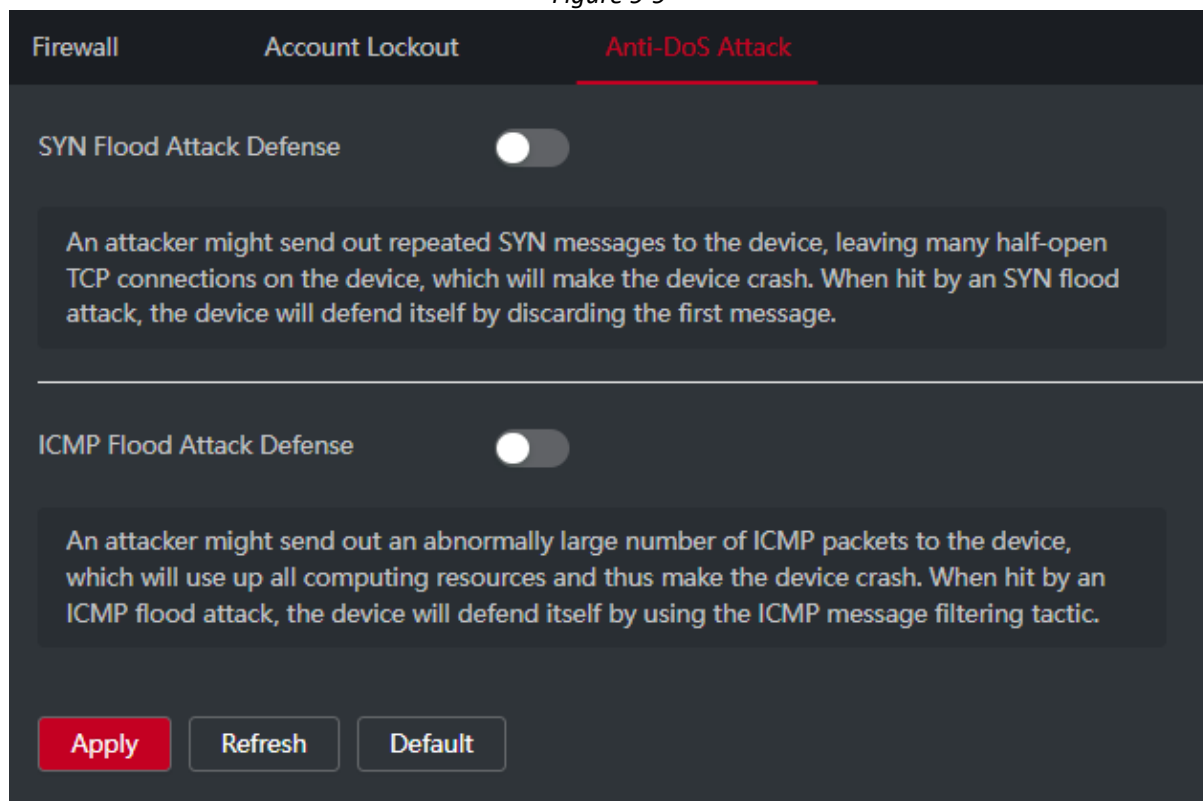 Firewall Account Lockout Anti-DoS Attack
SYN Flood Attack Defense
An attacker might send out repeated SYN messages to the device, leaving many half-open
TCP connections on the device, which will make the device crash. When hit by an SYN flood
attack, the device will defend itself by discarding the first message.
ICMP Flood Attack Defense
An attacker might send out an abnormally large number of ICMP packets to the device,
which will use up all computing resources and thus make the device crash. When hit by an
ICMP flood attack, the device will defend itself by using the ICMP message filtering tactic.
Apply Refresh Default